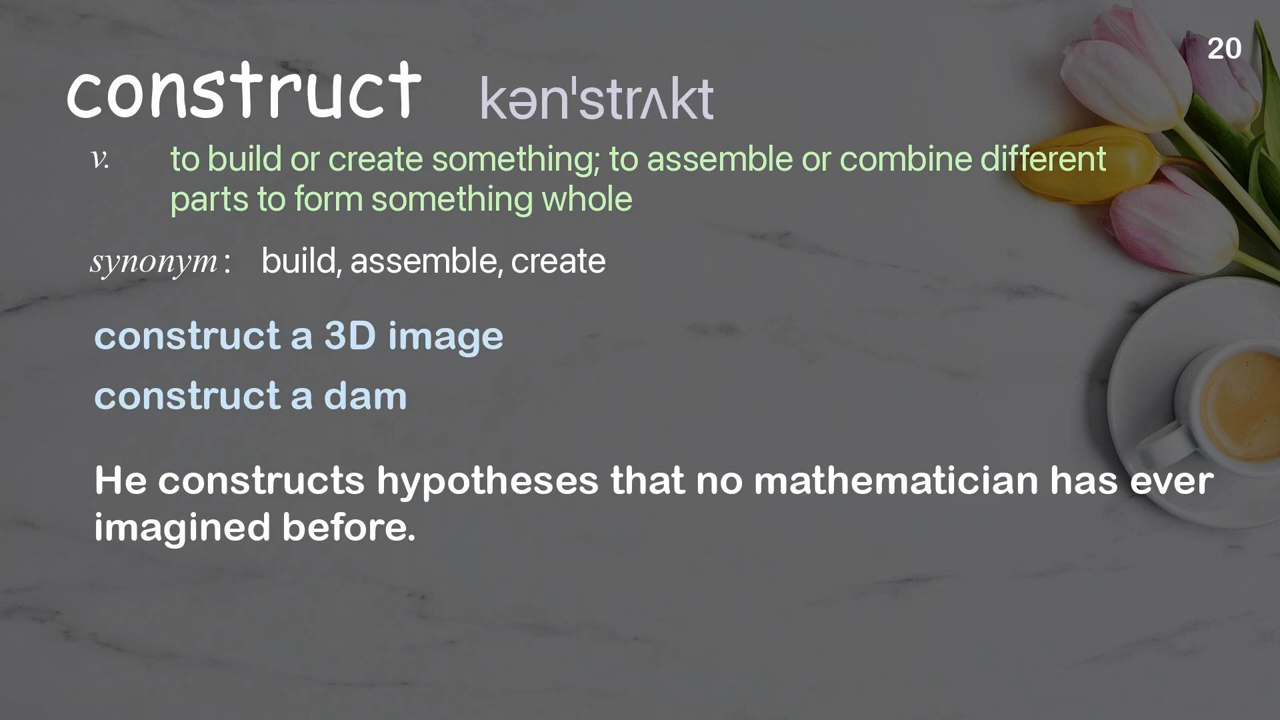 20
construct kən'strʌkt
v. to build or create something; to assemble or combine different
parts to form something whole
synonym: build, assemble, create
construct a 3D image
construct a dam
He constructs hypotheses that no mathematician has ever
imagined before.